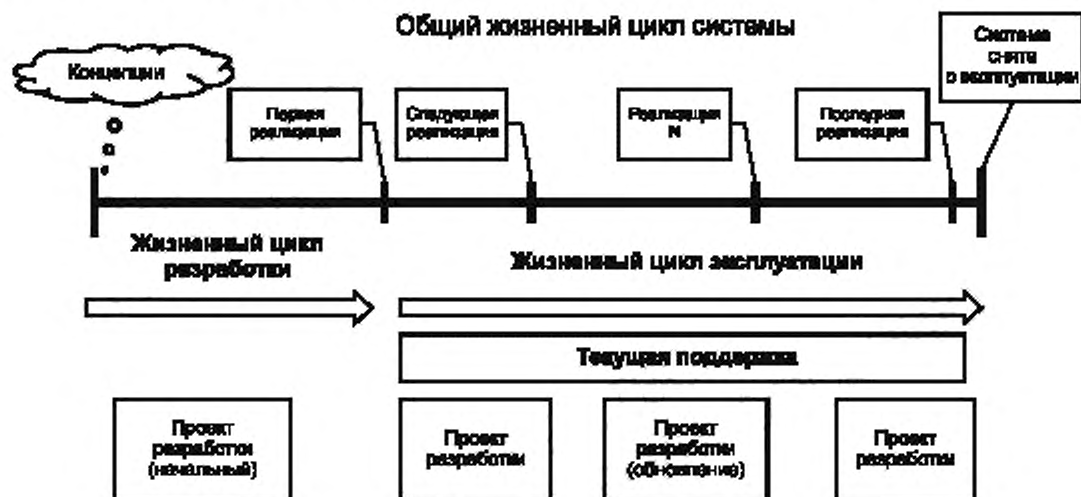 Общий жизненный цикл системы
Концепции
Система
снята
с эксплуатации
Первая
реализация
Следующая
реализация
Реализация
N
Последняя
реализация
Жизненный цикл
разработки
Жизненный цикл эксплуатации
Текущая поддержка
Проект
разработки
(начальный)
Проект
разработки
Проект
разработки
(обновление)
Проект
разработки